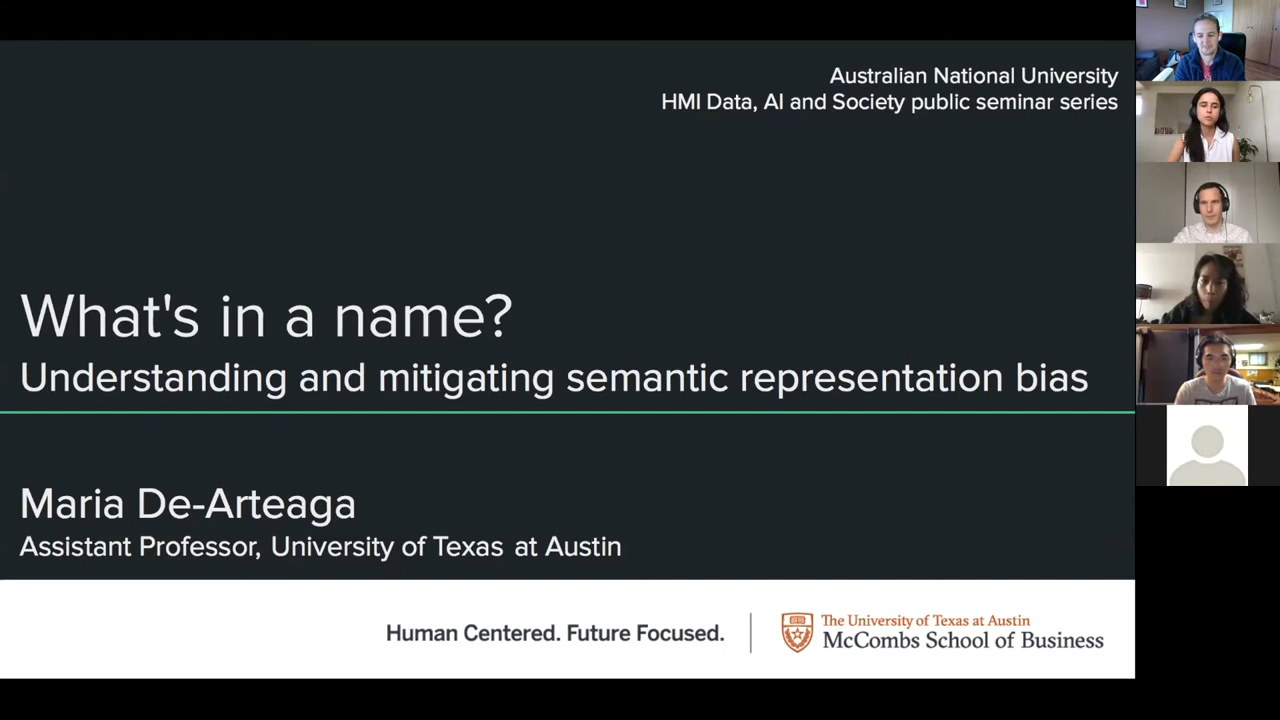 Australian National University
HMI Data, AI and Society public seminar series
What's in a name?
Understanding and mitigating semantic representation bias
Maria De-Arteaga
Assistant Professor, University of Texas at Austin
Human Centered. Future Focused.
The University of Texas at Austin
McCombs School of Business